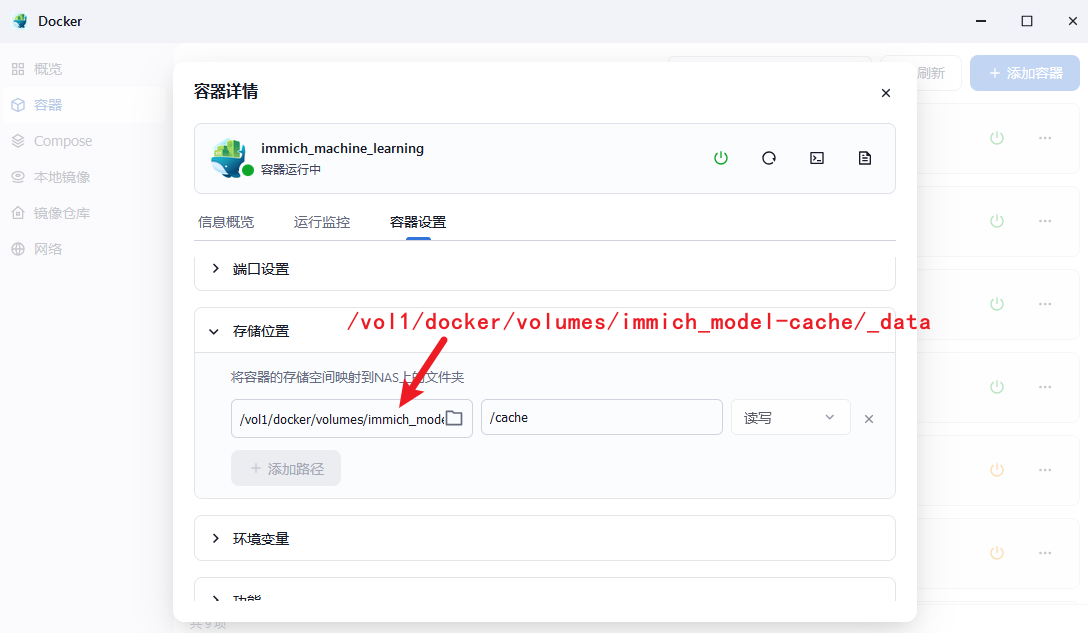 Docker
概览
容器
Compose
本地镜像
镜像仓库
网络
刷新
+ 添加容器
容器详情
immich_machine_learning
容器运行中
信息概览 运行监控 容器设置
端口设置
存储位置
/vol1/docker/volumes/immich_model-cache/_data
将容器的存储空间映射到NAS上的文件夹
/vol1/docker/volumes/immich_mode
/cache
读写
+ 添加路径
环境变量
功能
共 9 项